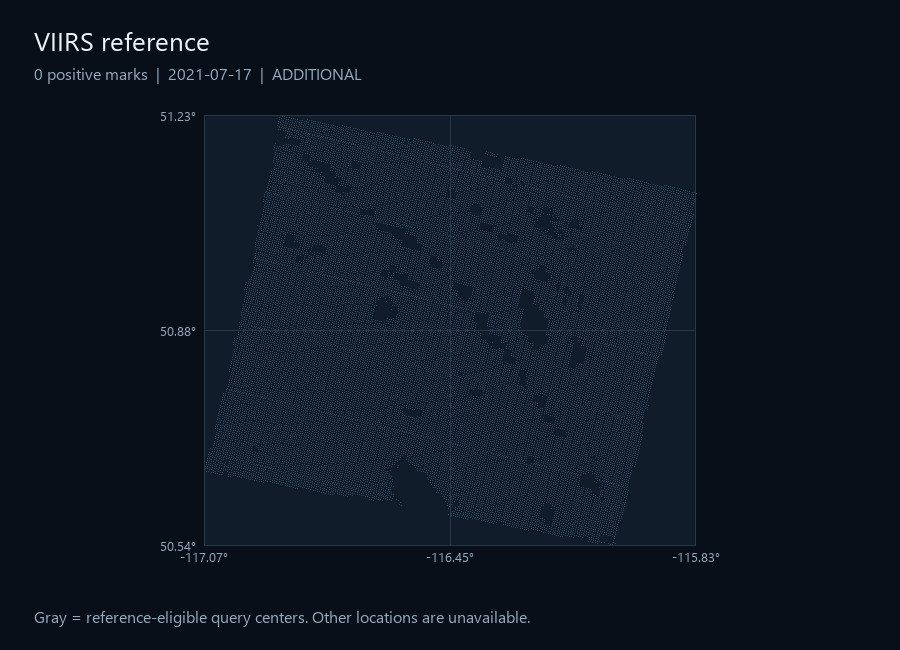 VIIRS reference
0 positive marks | 2021-07-17 | ADDITIONAL
51.23°
50.88°
50.54°
-117.07° -116.45° -115.83°
Gray = reference-eligible query centers. Other locations are unavailable.